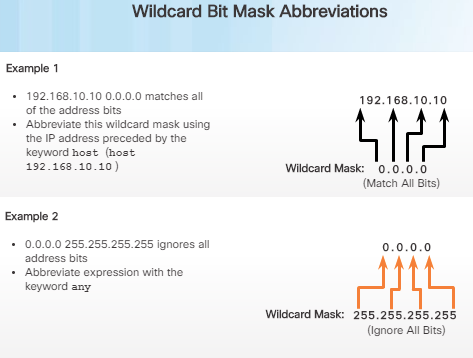 Wildcard Bit Mask Abbreviations
Example 1
• 192.168.10.10 0.0.0.0 matches all
of the address bits
• Abbreviate this wildcard mask using
the IP address preceded by the
keyword host (host
192.168.10.10)
192.168.10.10
Wildcard Mask: 0.0.0.0
(Match All Bits)
Example 2
• 0.0.0.0 255.255.255.255 ignores all
address bits
• Abbreviate expression with the
keyword any
0.0.0.0
Wildcard Mask: 255.255.255.255
(Ignore All Bits)